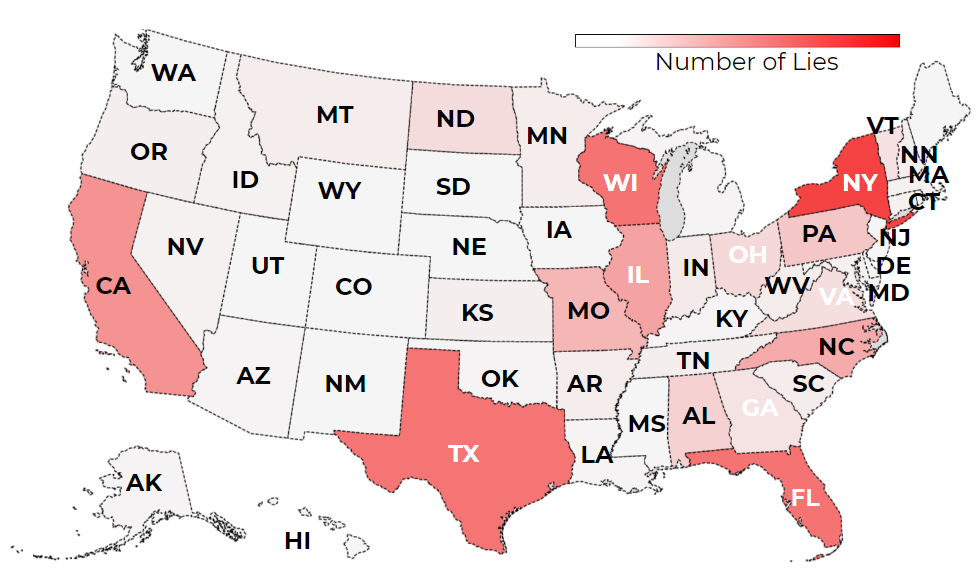 Number of Lies
WA
MT
ND
MN
VT
OR
ID
WY
SD
WI
NY
NN
MA
CT
NV
UT
CO
NE
IA
IL
IN
OH
PA
NJ
DE
MD
CA
KS
MO
KY
WV
VA
AZ
NM
OK
AR
TN
NC
SC
TX
LA
MS
AL
GA
FL
AK
HI